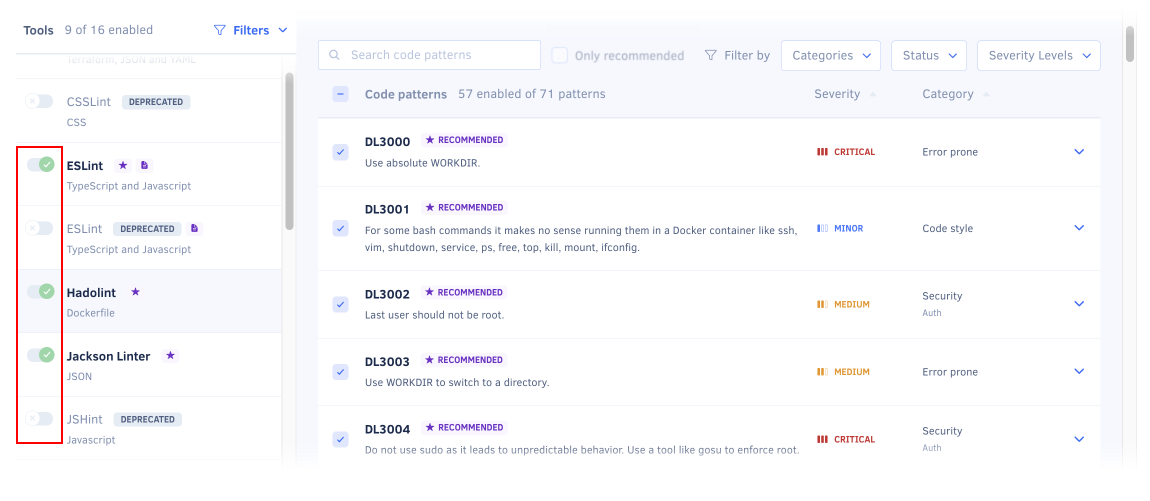 Tools 9 of 16 enabled
Filters
Terraform, JSON and YAML
CSSLint DEPRECATED
CSS
ESLint
TypeScript and Javascript
ESLint DEPRECATED
TypeScript and Javascript
Hadolint
Dockerfile
Jackson Linter
JSON
JSHint DEPRECATED
Javascript
Search code patterns
Only recommended
Filter by
Categories
Status
Severity Levels
Code patterns 57 enabled of 71 patterns
Severity
Category
DL3000 RECOMMENDED
Use absolute WORKDIR.
CRITICAL
Error prone
DL3001 RECOMMENDED
For some bash commands it makes no sense running them in a Docker container like ssh,
vim, shutdown, service, ps, free, top, kill, mount, ifconfig.
MINOR
Code style
DL3002 RECOMMENDED
Last user should not be root.
MEDIUM
Security
Auth
DL3003 RECOMMENDED
Use WORKDIR to switch to a directory.
MEDIUM
Error prone
DL3004 RECOMMENDED
Do not use sudo as it leads to unpredictable behavior. Use a tool like gosu to enforce root.
CRITICAL
Security
Auth